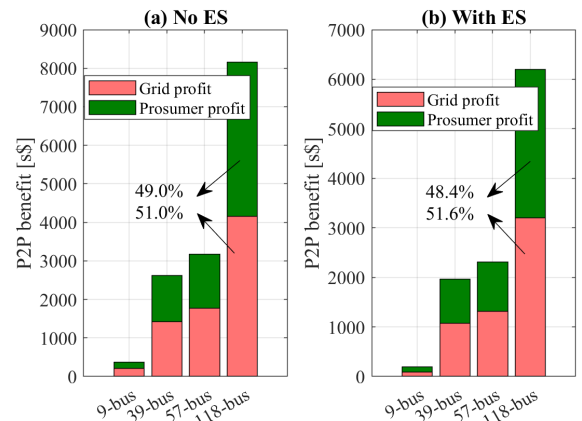 (a) No ES
P2P benefit [s$]
9000
8000
7000
6000
5000
4000
3000
2000
1000
0
Grid profit
Prosumer profit
49.0%
51.0%
9-bus
39-bus
57-bus
118-bus
(b) With ES
P2P benefit [s$]
7000
6000
5000
4000
3000
2000
1000
0
Grid profit
Prosumer profit
48.4%
51.6%
9-bus
39-bus
57-bus
118-bus